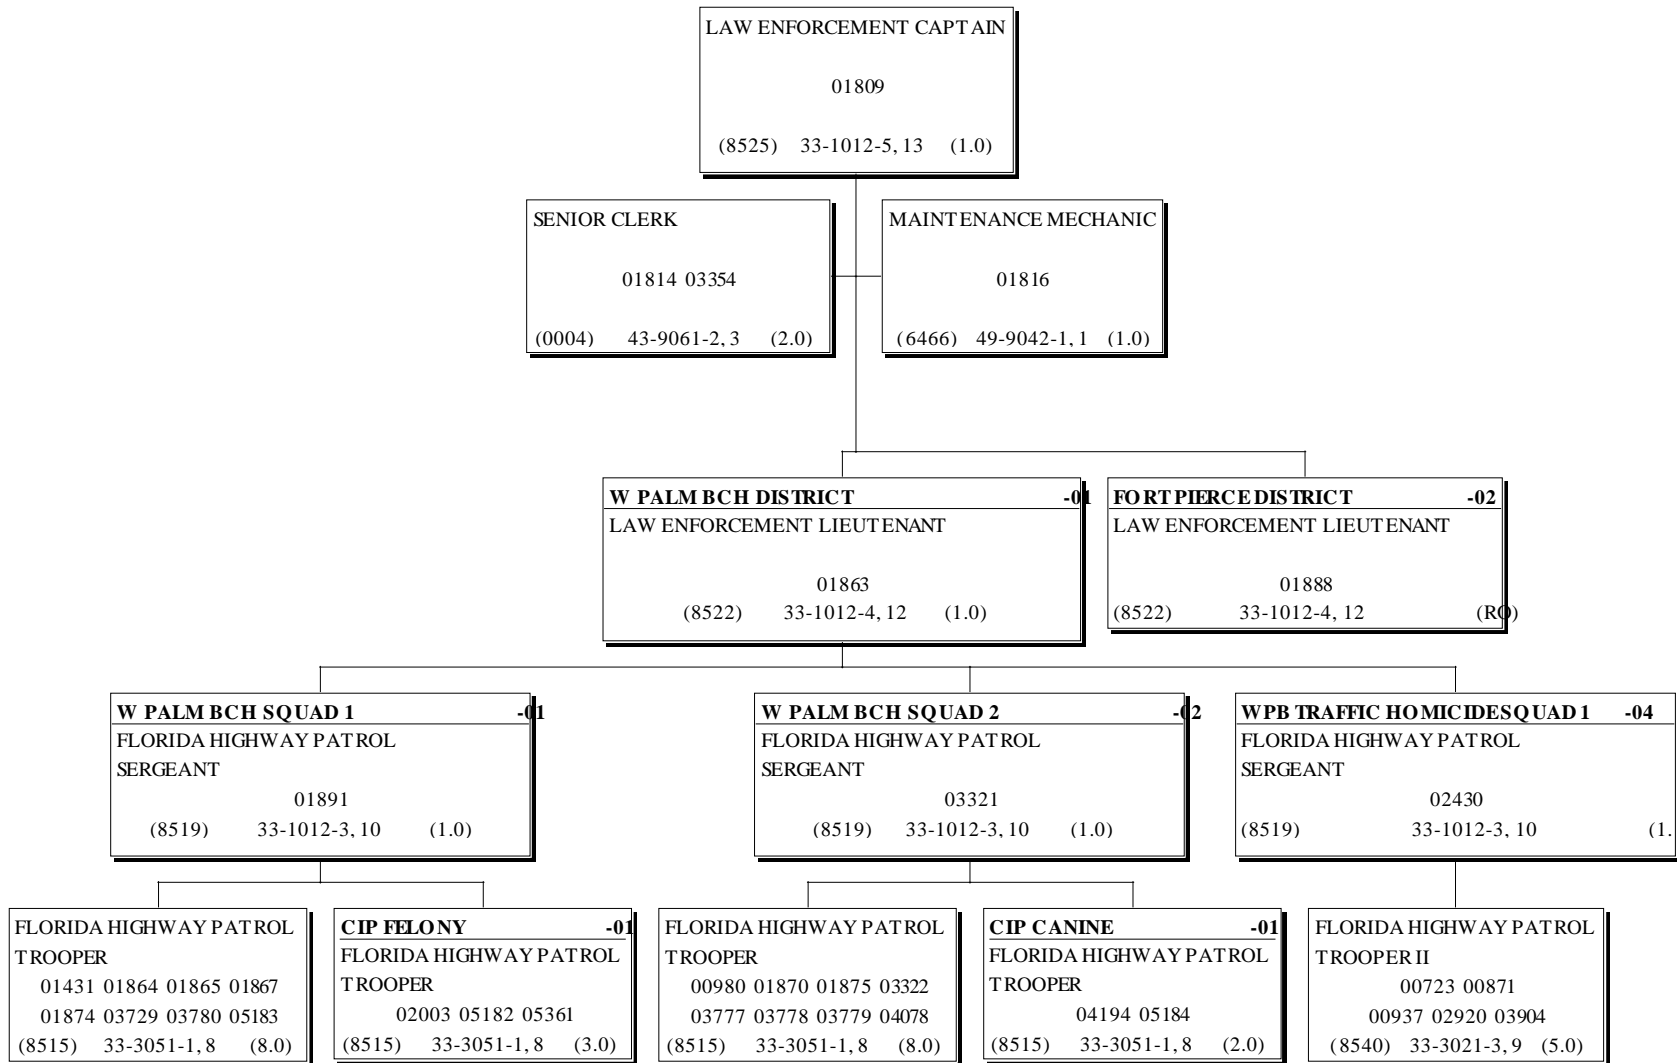 LAW ENFORCEMENT CAPTAIN
01809
(8525) 33-1012-5, 13 (1.0)
SENIOR CLERK
01814 03354
(0004) 43-9061-2, 3 (2.0)
MAINTENANCE MECHANIC
01816
(6466) 49-9042-1, 1 (1.0)
W PALM BCH DISTRICT -01
LAW ENFORCEMENT LIEUTENANT
01863
(8522) 33-1012-4, 12 (1.0)
FORT PIERCE DISTRICT -02
LAW ENFORCEMENT LIEUTENANT
01888
(8522) 33-1012-4, 12 (RO)
W PALM BCH SQUAD 1 -01
FLORIDA HIGHWAY PATROL
SERGEANT
01891
(8519) 33-1012-3, 10 (1.0)
W PALM BCH SQUAD 2 -02
FLORIDA HIGHWAY PATROL
SERGEANT
03321
(8519) 33-1012-3, 10 (1.0)
WPB TRAFFIC HOMICIDE SQUAD 1 -04
FLORIDA HIGHWAY PATROL
SERGEANT
02430
(8519) 33-1012-3, 10 (1.
FLORIDA HIGHWAY PATROL
TROOPER
01431 01864 01865 01867
01874 03729 03780 05183
(8515) 33-3051-1, 8 (8.0)
CIP FELONY -01
FLORIDA HIGHWAY PATROL
TROOPER
02003 05182 05361
(8515) 33-3051-1, 8 (3.0)
FLORIDA HIGHWAY PATROL
TROOPER
00980 01870 01875 03322
03777 03778 03779 04078
(8515) 33-3051-1, 8 (8.0)
CIP CANINE -01
FLORIDA HIGHWAY PATROL
TROOPER
04194 05184
(8515) 33-3051-1, 8 (2.0)
FLORIDA HIGHWAY PATROL
TROOPER II
00723 00871
00937 02920 03904
(8540) 33-3021-3, 9 (5.0)